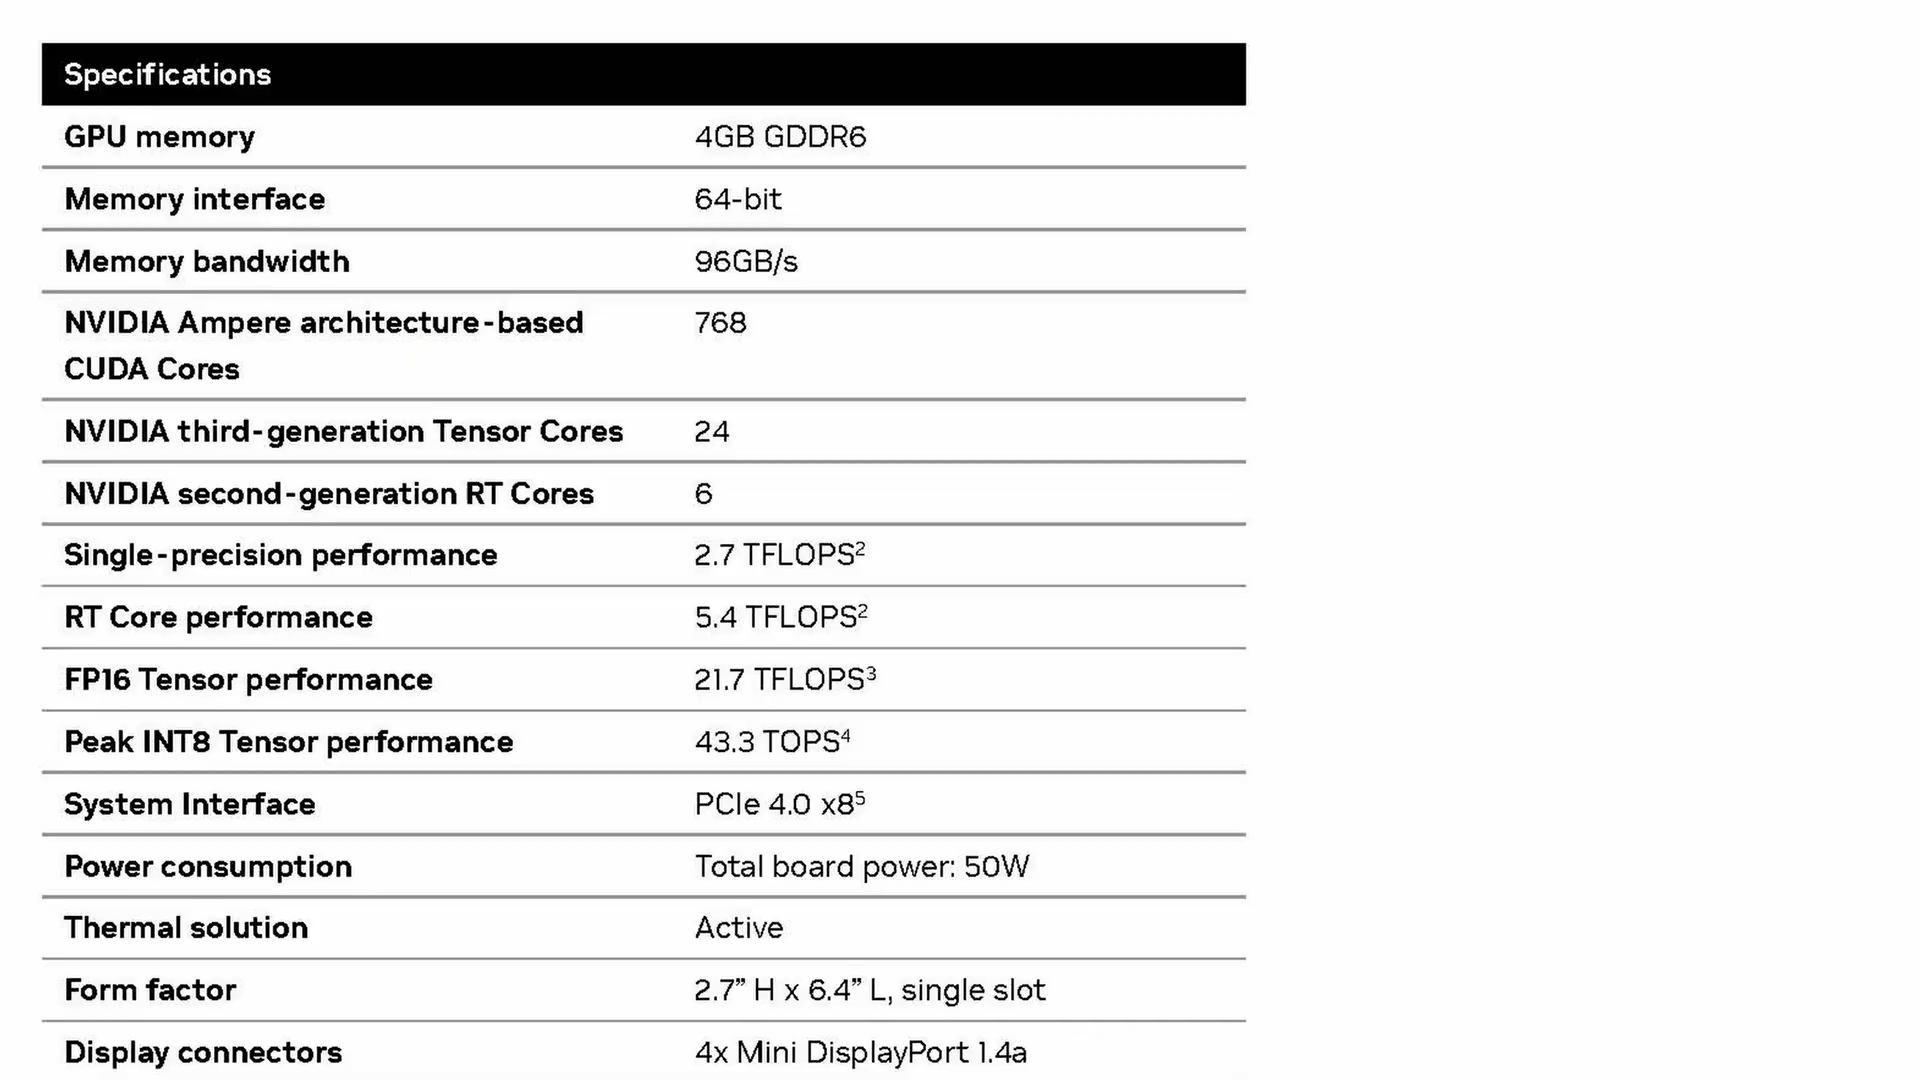 Specifications
GPU memory 4GB GDDR6
Memory interface 64-bit
Memory bandwidth 96GB/s
NVIDIA Ampere architecture-based 768
CUDA Cores
NVIDIA third-generation Tensor Cores 24
NVIDIA second-generation RT Cores 6
Single-precision performance 2.7 TFLOPS²
RT Core performance 5.4 TFLOPS²
FP16 Tensor performance 21.7 TFLOPS³
Peak INT8 Tensor performance 43.3 TOPS⁴
System Interface PCIe 4.0 x8⁵
Power consumption Total board power: 50W
Thermal solution Active
Form factor 2.7” H x 6.4” L, single slot
Display connectors 4x Mini DisplayPort 1.4a